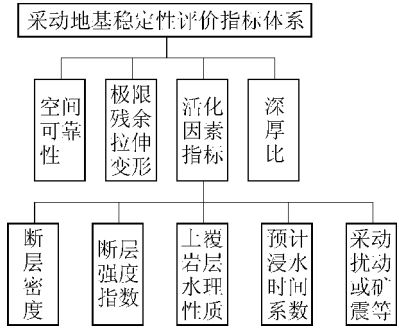 采动地基稳定性评价指标体系
空间
可靠
性
极限
残余
拉伸
变形
活化
因素
指标
深
厚
比
断
层
密
度
断层
强度
指数
上覆
岩层
水理
性质
预计
浸水
时间
系数
采动
扰动
或矿
震等